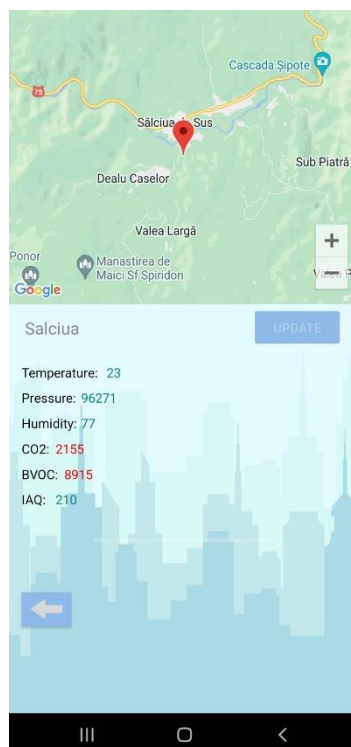 Cascada Șipote
75
Sălciua de Sus
Sub Piatră
Dealu Caselor
Valea Largă
+
Ponor
Manastirea de
Maici Sf Spiridon
−
Google
Salciua
UPDATE
Temperature: 23
Pressure: 96271
Humidity: 77
CO2: 2155
BVOC: 8915
IAQ: 210